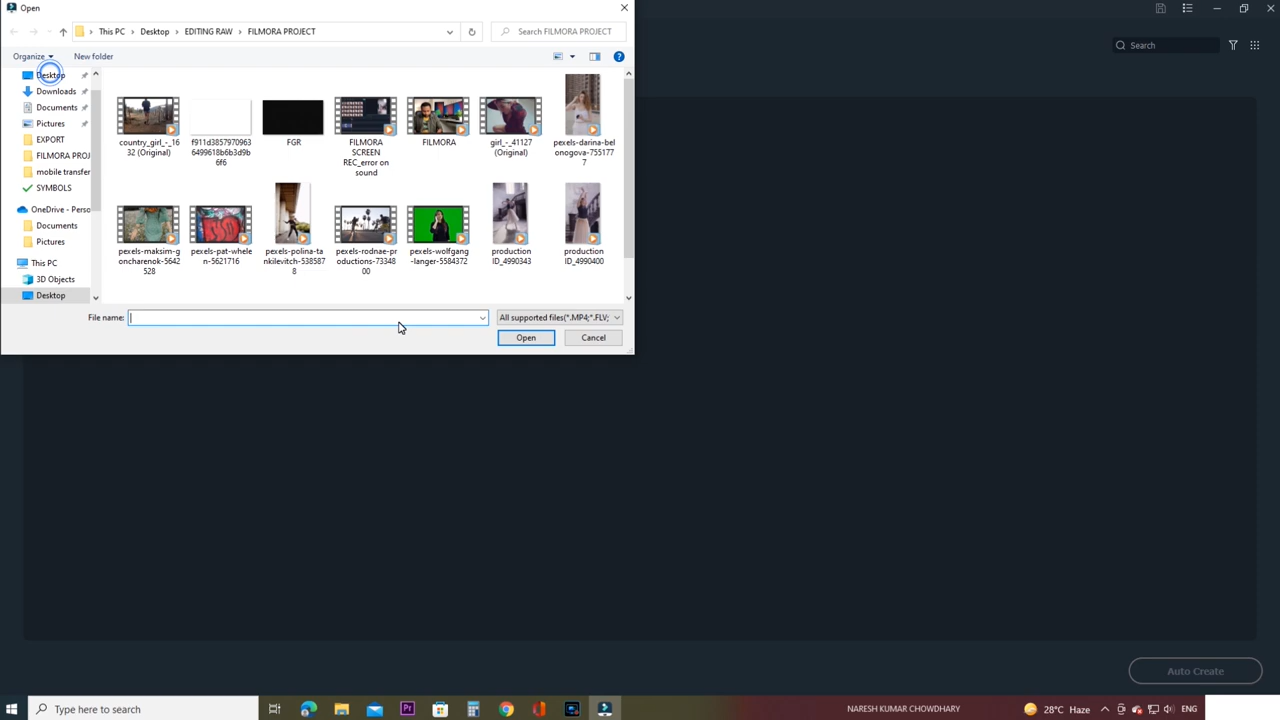 Open
This PC > Desktop > EDITING RAW > FILMORA PROJECT
Search FILMORA PROJECT
Search
Organize
New folder
Desktop
Downloads
Documents
Pictures
EXPORT
FILMORA PROJ
mobile transfer
SYMBOLS
OneDrive - Perso
Documents
Pictures
This PC
3D Objects
Desktop
country_girl_-_16
32 (Original)
f911d3857970963
6499618b6b3d9b
6f6
FGR
FILMORA
SCREEN
REC_error on
sound
FILMORA
girl_-_41127
(Original)
pexels-darina-bel
onogova-755177
7
pexels-maksim-g
oncharenok-5642
528
pexels-pat-whele
n-5621716
pexels-polina-ta
nkilevitch-538587
8
pexels-rodnae-pr
oductions-73348
00
pexels-wolfgang
-langer-5584372
production
ID_4990343
production
ID_4990400
File name:
All supported files(*.MP4;*.FLV;
Open
Cancel
Auto Create
Type here to search
Pr
NARESH KUMAR CHOWDHARY
28°C Haze
ENG